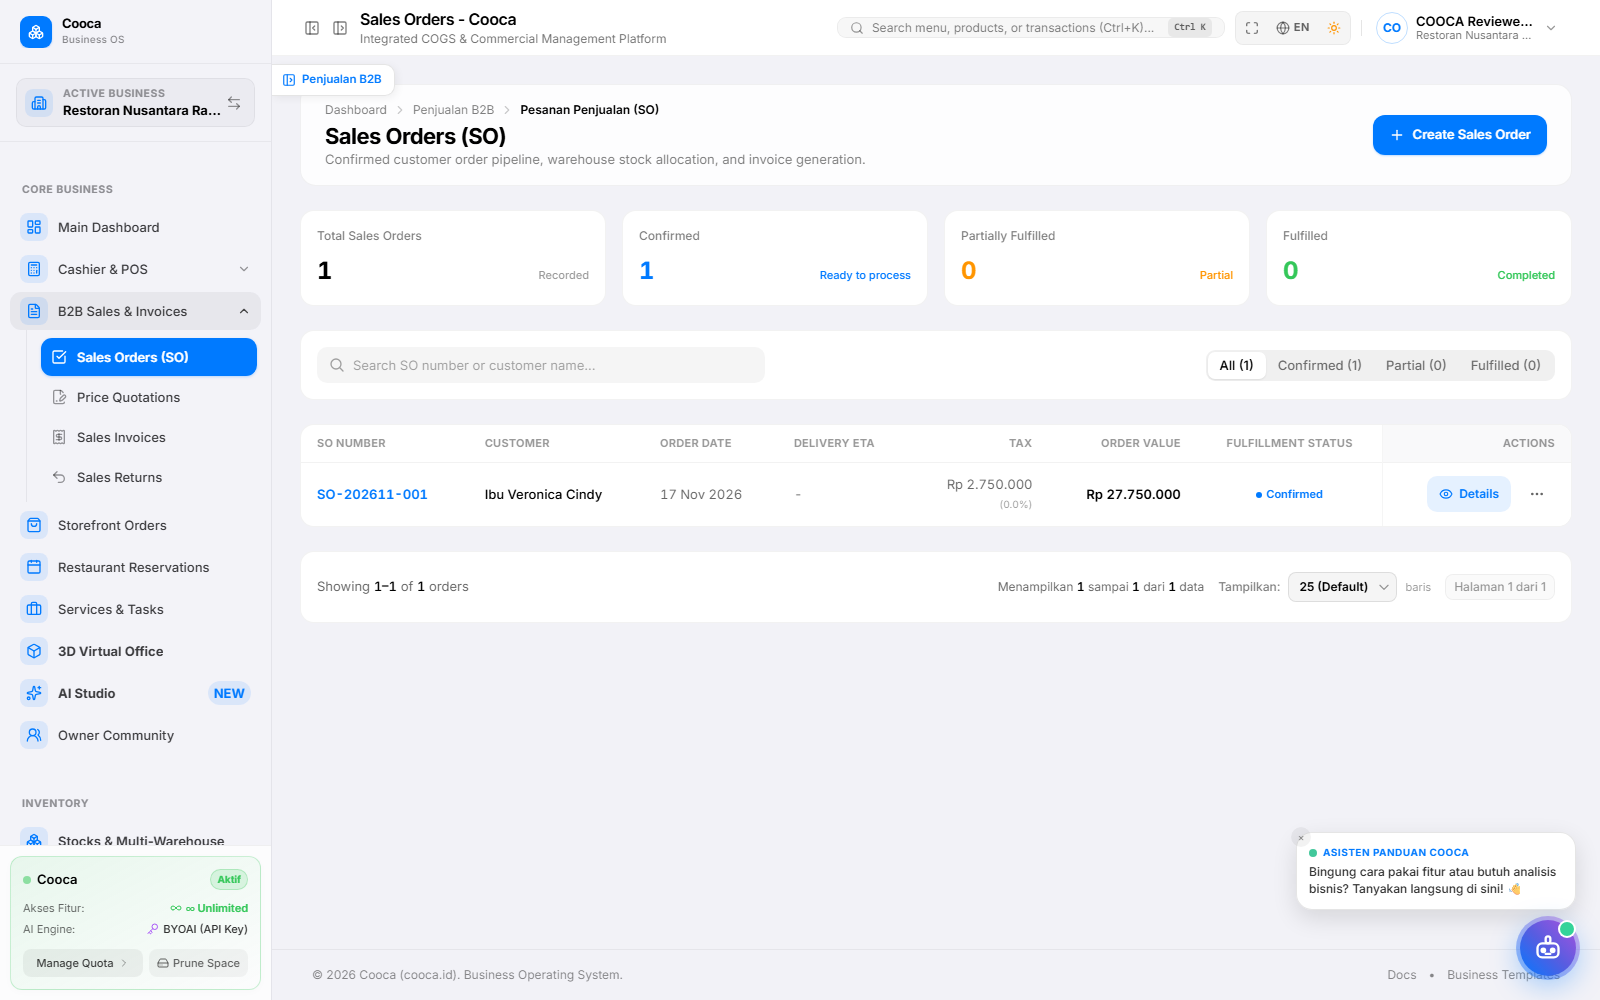 Cooca
Business OS
ACTIVE BUSINESS
Restoran Nusantara Ra...
CORE BUSINESS
Main Dashboard
Cashier & POS
B2B Sales & Invoices
Sales Orders (SO)
Price Quotations
Sales Invoices
Sales Returns
Storefront Orders
Restaurant Reservations
Services & Tasks
3D Virtual Office
AI Studio NEW
Owner Community
INVENTORY
Stocks & Multi-Warehouse
Cooca Aktif
Akses Fitur: ∞ Unlimited
AI Engine: BYOAI (API Key)
Manage Quota Prune Space
Sales Orders - Cooca
Integrated COGS & Commercial Management Platform
Search menu, products, or transactions (Ctrl+K)... Ctrl K
EN
CO
COOCA Reviewe...
Restoran Nusantara ...
Penjualan B2B
Dashboard Penjualan B2B Pesanan Penjualan (SO)
Sales Orders (SO)
Confirmed customer order pipeline, warehouse stock allocation, and invoice generation.
+ Create Sales Order
Total Sales Orders
1 Recorded
Confirmed
1 Ready to process
Partially Fulfilled
0 Partial
Fulfilled
0 Completed
Search SO number or customer name...
All (1) Confirmed (1) Partial (0) Fulfilled (0)
SO NUMBER CUSTOMER ORDER DATE DELIVERY ETA TAX ORDER VALUE FULFILLMENT STATUS ACTIONS
SO-202611-001 Ibu Veronica Cindy 17 Nov 2026 - Rp 2.750.000 Rp 27.750.000 Confirmed Details ...
(0.0%)
Showing 1–1 of 1 orders
Menampilkan 1 sampai 1 dari 1 data Tampilkan: 25 (Default) baris Halaman 1 dari 1
ASISTEN PANDUAN COOCA
Bingung cara pakai fitur atau butuh analisis
bisnis? Tanyakan langsung di sini!
© 2026 Cooca (cooca.id). Business Operating System.
Docs • Business Templates